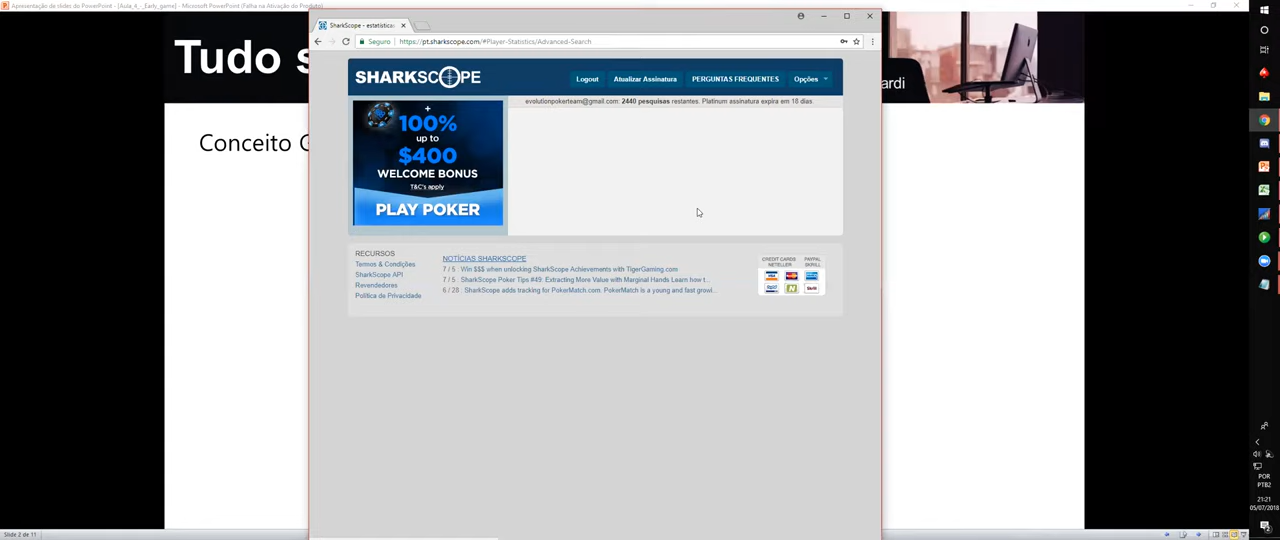 Apresentação de slides do PowerPoint - [Aula_4_-_Early_game] - Microsoft PowerPoint (Falha na Ativação do Produto)
SharkScope - estatística
Seguro
https://pt.sharkscope.com/#Player-Statistics/Advanced-Search
Tudo s
ardi
SHARKSCOPE
Logout
Atualizar Assinatura
PERGUNTAS FREQUENTES
Opções
evolutionpokerteam@gmail.com. 2440 pesquisas restantes. Platinum assinatura expira em 18 dias.
+
100%
up to
$400
WELCOME BONUS
T&C's apply
PLAY POKER
Conceito G
RECURSOS
Termos & Condições
SharkScope API
Revendedores
Política de Privacidade
NOTÍCIAS SHARKSCOPE
7 / 5 : Win $$$ when unlocking SharkScope Achievements with TigerGaming.com
7 / 5 : SharkScope Poker Tips #49: Extracting More Value with Marginal Hands Learn how t...
6 / 28 : SharkScope adds tracking for PokerMatch.com. PokerMatch is a young and fast growi...
CREDIT CARDS
NETELLER
PAYPAL
SKRILL
VISA
N
Skrill
POR
PTB2
21:21
05/07/2018
Slide 2 de 11